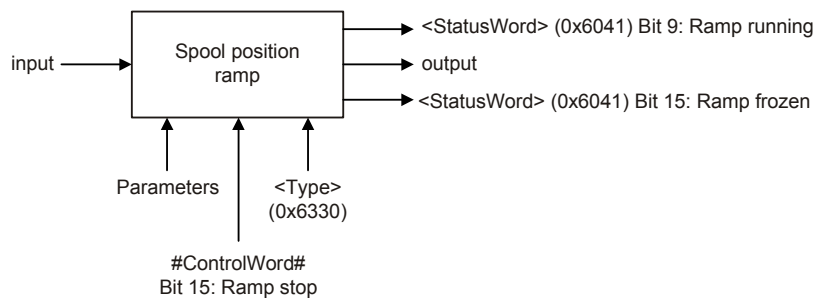 <StatusWord> (0x6041) Bit 9: Ramp running
Spool position
ramp
input
output
<StatusWord> (0x6041) Bit 15: Ramp frozen
Parameters
<Type>
(0x6330)
#ControlWord#
Bit 15: Ramp stop